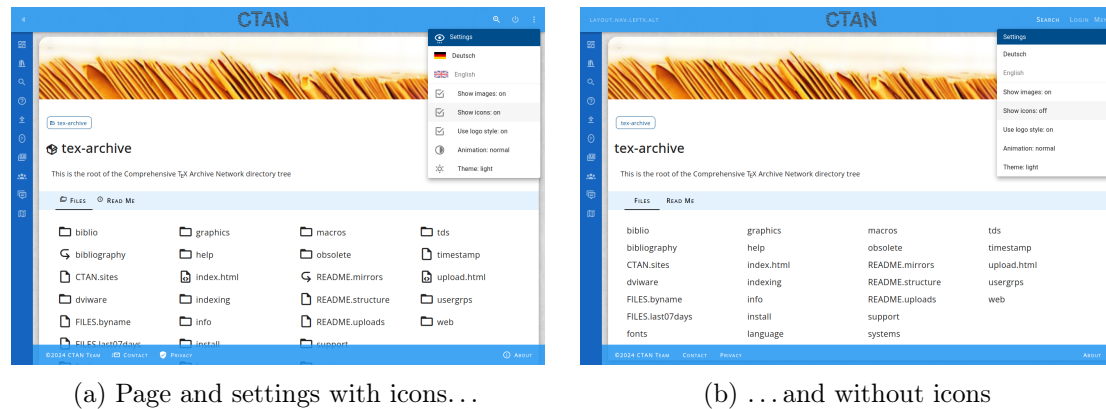 CTAN
Settings
Deutsch
English
Show images: on
Show icons: on
Use logo style: on
Animation: normal
Theme: light
tex-archive
tex-archive
This is the root of the Comprehensive TEX Archive Network directory tree
Files Read Me
biblio graphics macros tds
bibliography help obsolete timestamp
CTAN.sites index.html README.mirrors upload.html
dviware indexing README.structure usergrps
FILES.byname info README.uploads web
FILES.last07days install support
©2024 CTAN Team Contact Privacy About
(a) Page and settings with icons...
LAYOUT.NAV.LEFTX.ALT CTAN Search Login Me
Settings
Deutsch
English
Show images: on
Show icons: off
Use logo style: on
Animation: normal
Theme: light
tex-archive
tex-archive
This is the root of the Comprehensive TEX Archive Network directory tree
Files Read Me
biblio graphics macros tds
bibliography help obsolete timestamp
CTAN.sites index.html README.mirrors upload.html
dviware indexing README.structure usergrps
FILES.byname info README.uploads web
FILES.last07days install support
fonts language systems
©2024 CTAN Team Contact Privacy About
(b) ...and without icons